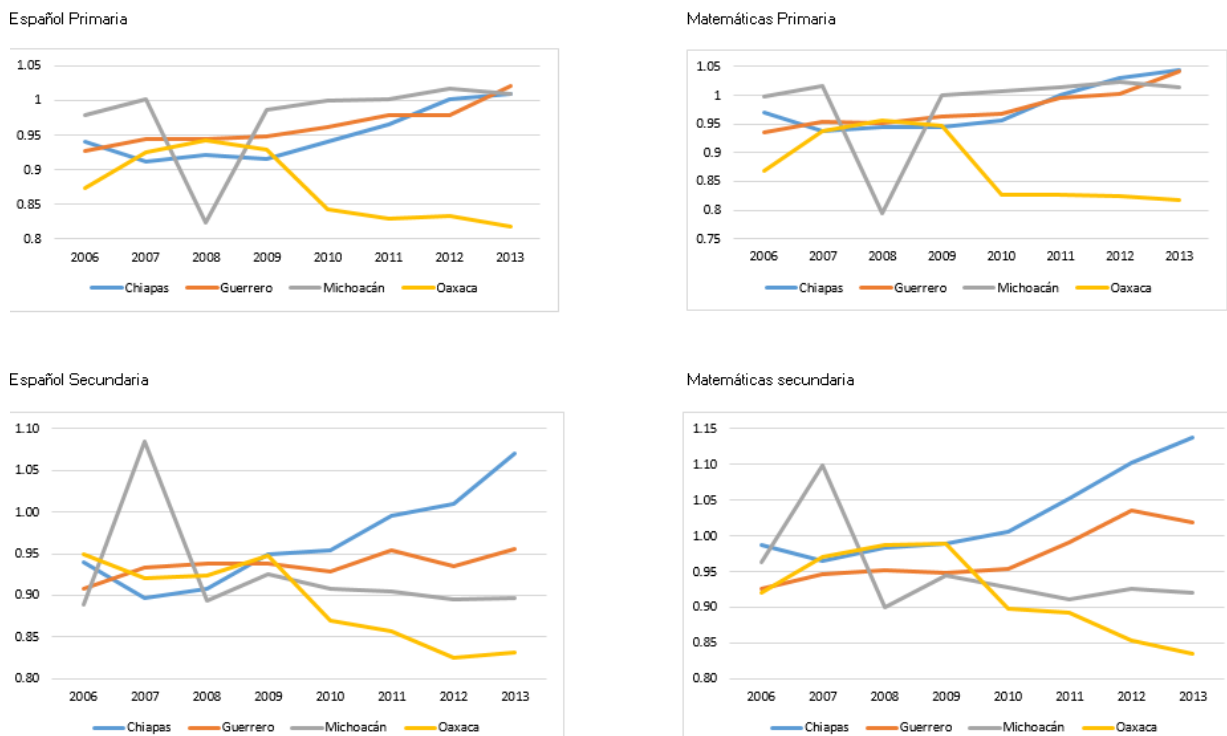 Español Primaria
1.05
1
0.95
0.9
0.85
0.8
2006 2007 2008 2009 2010 2011 2012 2013
Chiapas Guerrero Michoacán Oaxaca
Matemáticas Primaria
1.05
1
0.95
0.9
0.85
0.8
0.75
2006 2007 2008 2009 2010 2011 2012 2013
Chiapas Guerrero Michoacán Oaxaca
Español Secundaria
1.10
1.05
1.00
0.95
0.90
0.85
0.80
2006 2007 2008 2009 2010 2011 2012 2013
Chiapas Guerrero Michoacán Oaxaca
Matemáticas secundaria
1.15
1.10
1.05
1.00
0.95
0.90
0.85
0.80
2006 2007 2008 2009 2010 2011 2012 2013
Chiapas Guerrero Michoacán Oaxaca